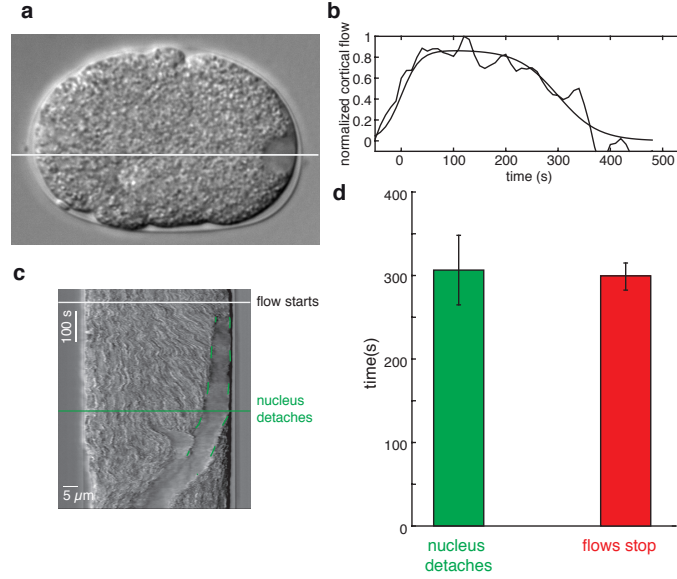 a
b
normalized cortical flow
1
0.8
0.6
0.4
0.2
0
0
100
200
300
400
500
time (s)
c
flow starts
100 s
nucleus
detaches
5 µm
d
time(s)
400
300
300
100
0
nucleus
detaches
flows stop